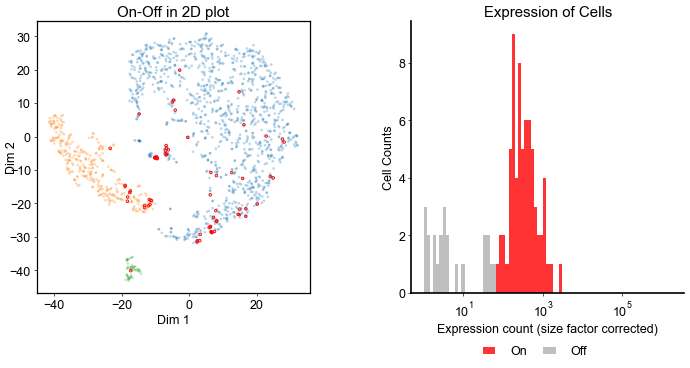 On-Off in 2D plot
Dim 2
30
20
10
0
−10
−20
−30
−40
−40 −20 0 20
Dim 1
Expression of Cells
Cell Counts
8
6
4
2
0
10^1 10^3 10^5
Expression count (size factor corrected)
On Off